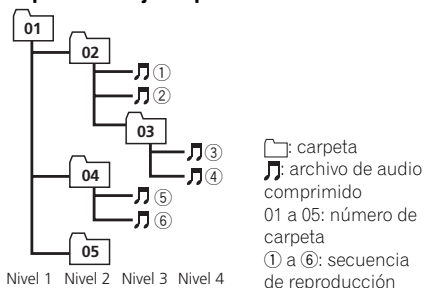 01
02
①
②
03
③
④
04
⑤
⑥
05
Nivel 1 Nivel 2 Nivel 3 Nivel 4
: carpeta
: archivo de audio
comprimido
01 a 05: número de
carpeta
① a ⑥: secuencia
de reproducción